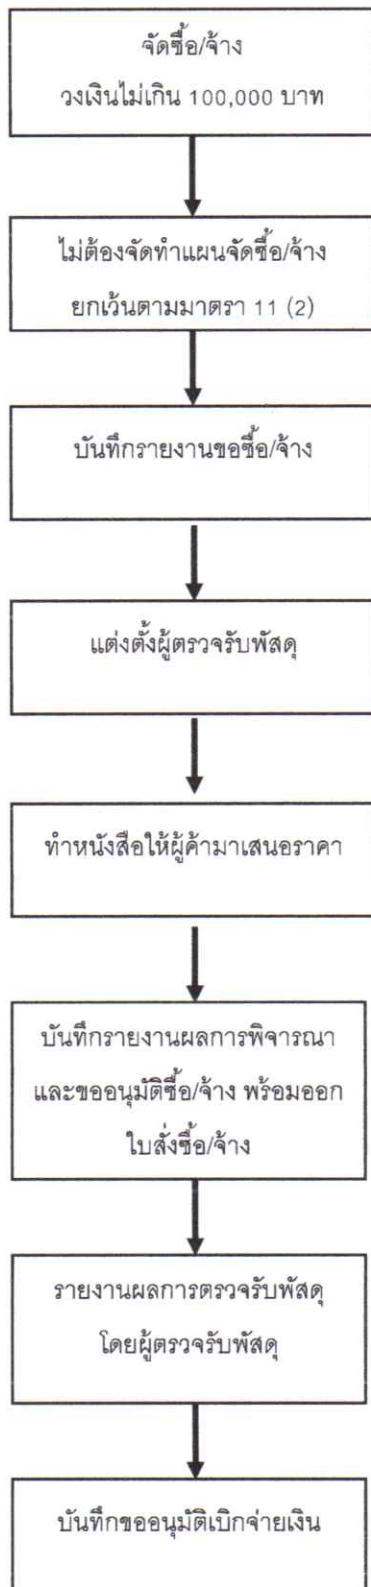 จัดซื้อ/จ้าง
วงเงินไม่เกิน 100,000 บาท
ไม่ต้องจัดทำแผนจัดซื้อ/จ้าง
ยกเว้นตามมาตรา 11 (2)
บันทึกรายงานขอซื้อ/จ้าง
แต่งตั้งผู้ตรวจรับพัสดุ
ทำหนังสือให้ผู้ค้ามาเสนอราคา
บันทึกรายงานผลการพิจารณา
และขออนุมัติซื้อ/จ้าง พร้อมออก
ใบสั่งซื้อ/จ้าง
รายงานผลการตรวจรับพัสดุ
โดยผู้ตรวจรับพัสดุ
บันทึกขออนุมัติเบิกจ่ายเงิน